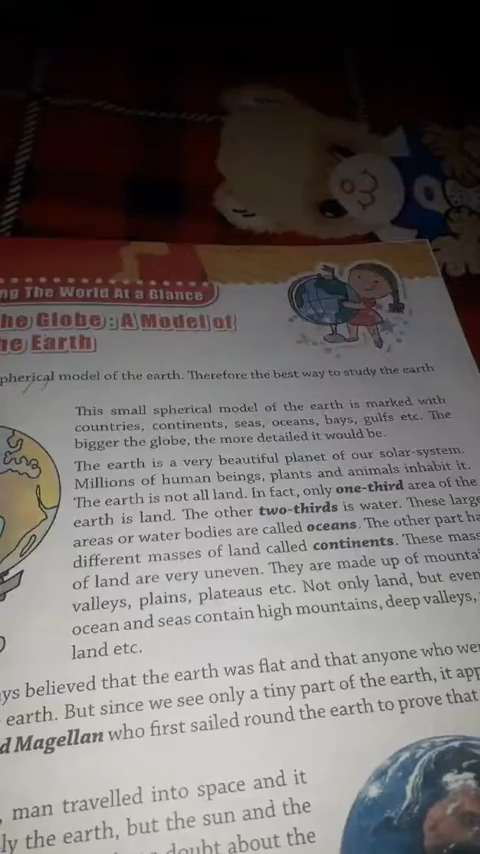 ng The World At a Glance
he Globe : A Model of
he Earth
pherical model of the earth. Therefore the best way to study the earth
This small spherical model of the earth is marked with
countries, continents, seas, oceans, bays, gulfs etc. The
bigger the globe, the more detailed it would be.
The earth is a very beautiful planet of our solar-system.
Millions of human beings, plants and animals inhabit it.
The earth is not all land. In fact, only one-third area of the
earth is land. The other two-thirds is water. These large
areas or water bodies are called oceans. The other part ha
different masses of land called continents. These mass
of land are very uneven. They are made up of mounta
valleys, plains, plateaus etc. Not only land, but even
ocean and seas contain high mountains, deep valleys,
land etc.
ys believed that the earth was flat and that anyone who we
earth. But since we see only a tiny part of the earth, it app
d Magellan who first sailed round the earth to prove that
, man travelled into space and it
ly the earth, but the sun and the
doubt about the